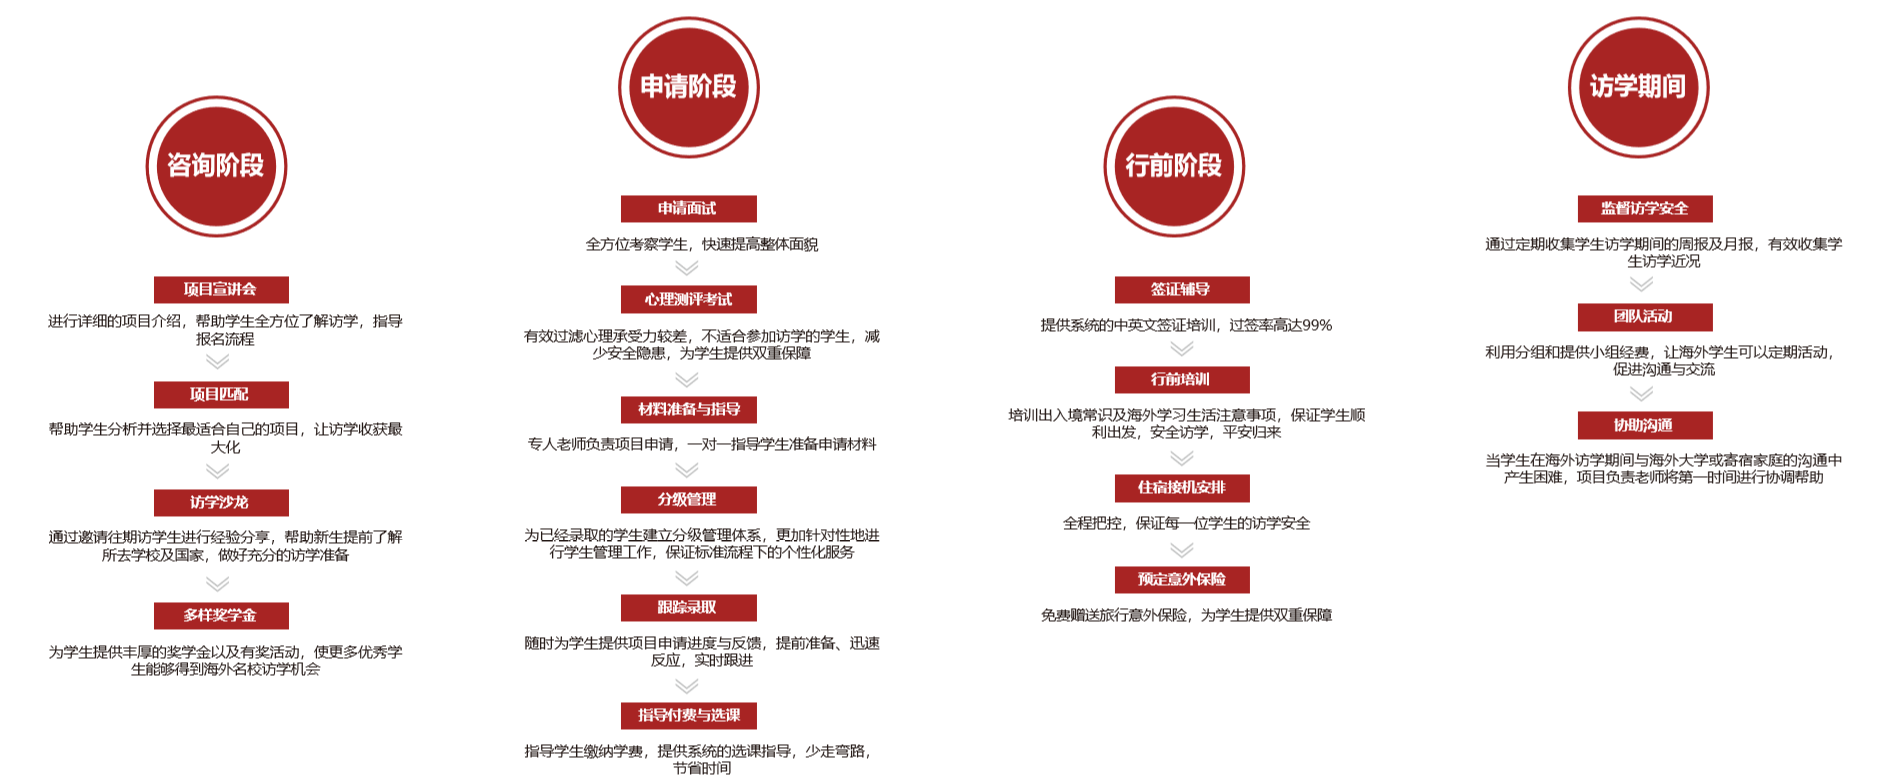 咨询阶段
项目宣讲会
进行详细的项目介绍，帮助学生全方位了解访学，指导
报名流程
项目匹配
帮助学生分析并选择最适合自己的项目，让访学收获最
大化
访学沙龙
通过邀请往期访学生进行经验分享，帮助新生提前了解
所去学校及国家，做好充分的访学准备
多样奖学金
为学生提供丰厚的奖学金以及有奖活动，使更多优秀学
生能够得到海外名校访学机会
申请阶段
申请面试
全方位考察学生，快速提高整体面貌
心理测评考试
有效过滤心理承受力较差，不适合参加访学的学生，减
少安全隐患，为学生提供双重保障
材料准备与指导
专人老师负责项目申请，一对一指导学生准备申请材料
分级管理
为已经录取的学生建立分级管理体系，更加针对性地进
行学生管理工作，保证标准流程下的个性化服务
跟踪录取
随时为学生提供项目申请进度与反馈，提前准备、迅速
反应，实时跟进
指导付费与选课
指导学生缴纳学费，提供系统的选课指导，少走弯路，
节省时间
行前阶段
签证辅导
提供系统的中英文签证培训，过签率高达99%
行前培训
培训出入境常识及海外学习生活注意事项，保证学生顺
利出发，安全访学，平安归来
住宿接机安排
全程把控，保证每一位学生的访学安全
预定意外保险
免费赠送旅行意外保险，为学生提供双重保障
访学期间
监督访学安全
通过定期收集学生访学期间的周报及月报，有效收集学
生访学近况
团队活动
利用分组和提供小组经费，让海外学生可以定期活动，
促进沟通与交流
协助沟通
当学生在海外访学期间与海外大学或寄宿家庭的沟通中
产生困难，项目负责老师将第一时间进行协调帮助